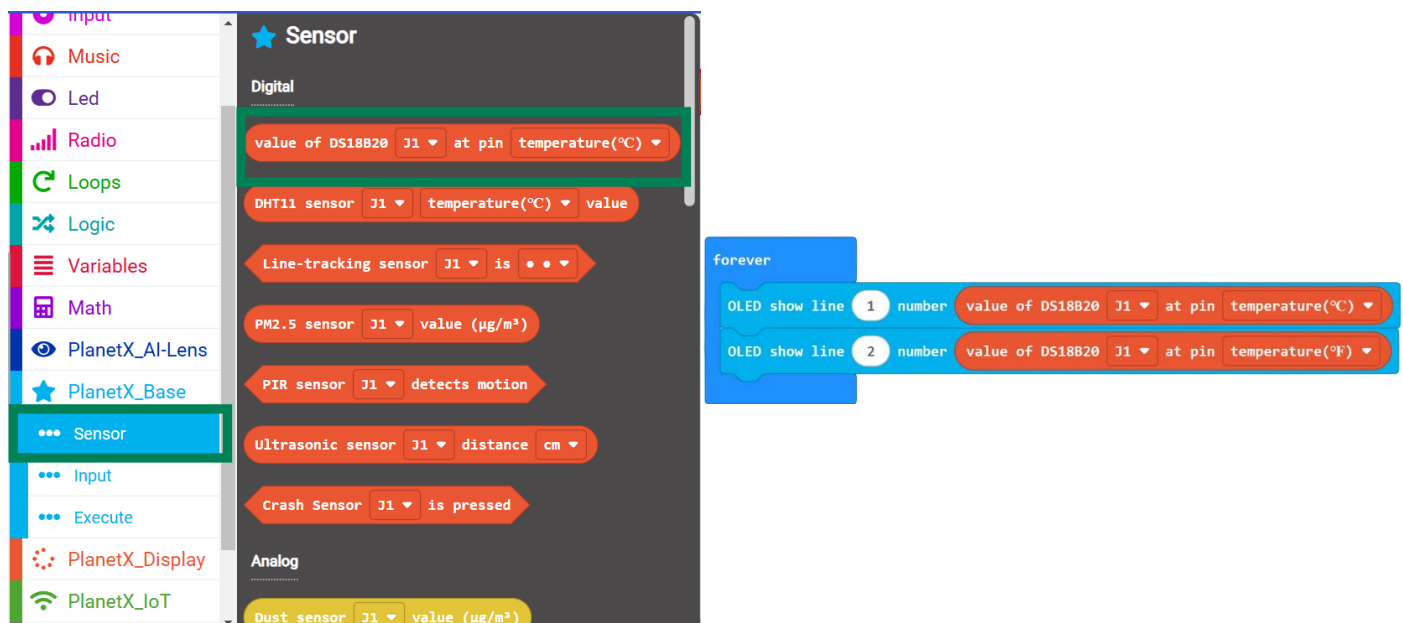 Input
Music
Led
Radio
Loops
Logic
Variables
Math
PlanetX_AI-Lens
PlanetX_Base
Sensor
Input
Execute
PlanetX_Display
PlanetX_IoT
Sensor
Digital
value of DS18B20 J1 at pin temperature(℃)
DHT11 sensor J1 temperature(℃) value
Line-tracking sensor J1 is ● ●
PM2.5 sensor J1 value (μg/m³)
PIR sensor J1 detects motion
Ultrasonic sensor J1 distance cm
Crash Sensor J1 is pressed
Analog
Dust sensor J1 value (μg/m³)
forever
OLED show line 1 number value of DS18B20 J1 at pin temperature(℃)
OLED show line 2 number value of DS18B20 J1 at pin temperature(℉)